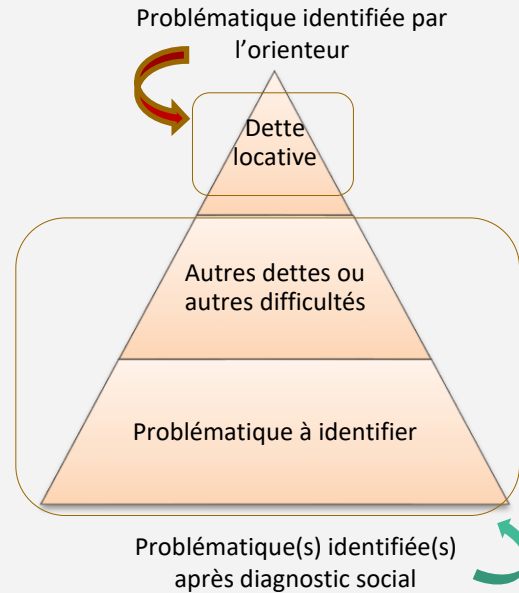 Problématique identifiée par
l’orienteur
Dette
locative
Autres dettes ou
autres difficultés
Problématique à identifier
Problématique(s) identifiée(s)
après diagnostic social